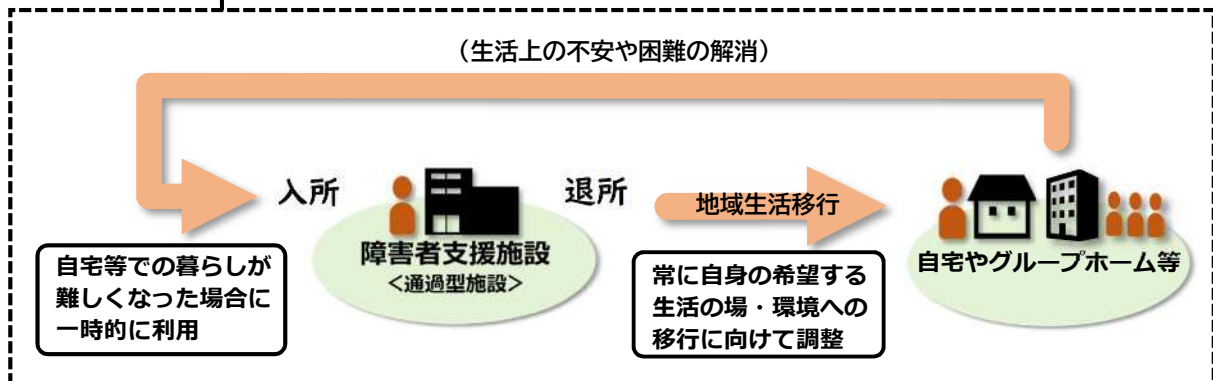 （生活上の不安や困難の解消）
入所
退所
地域生活移行
障害者支援施設
＜通過型施設＞
自宅やグループホーム等
自宅等での暮らしが
難しくなった場合に
一時的に利用
常に自身の希望する
生活の場・環境への
移行に向けて調整